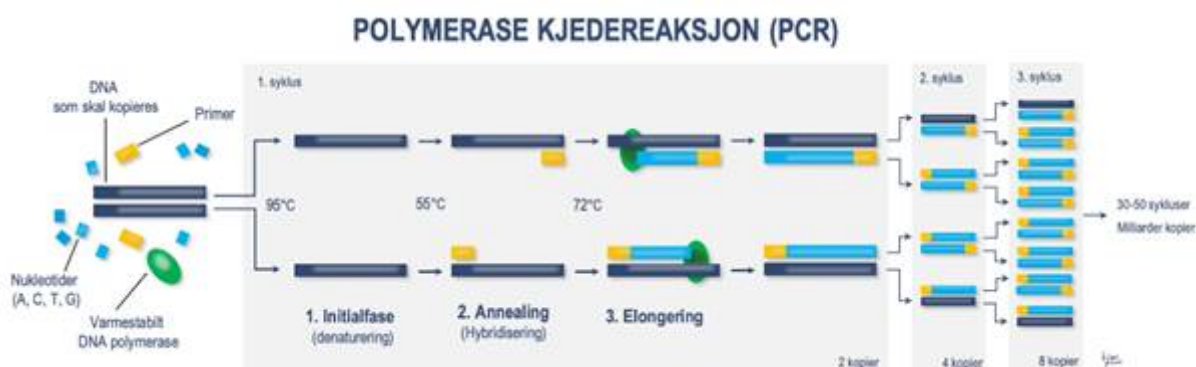 POLYMERASE KJEDEREAKSJON (PCR)
DNA
som skal kopieres
Primer
Nukleotider
(A, C, T, G)
Varmestabilt
DNA polymerase
1. syklus
95°C
55°C
72°C
1. Initialfase
(denaturering)
2. Annealing
(Hybridisering)
3. Elongering
2 kopier
2. syklus
4 kopier
3. syklus
8 kopier
30-50 sykluser
Milliarder kopier